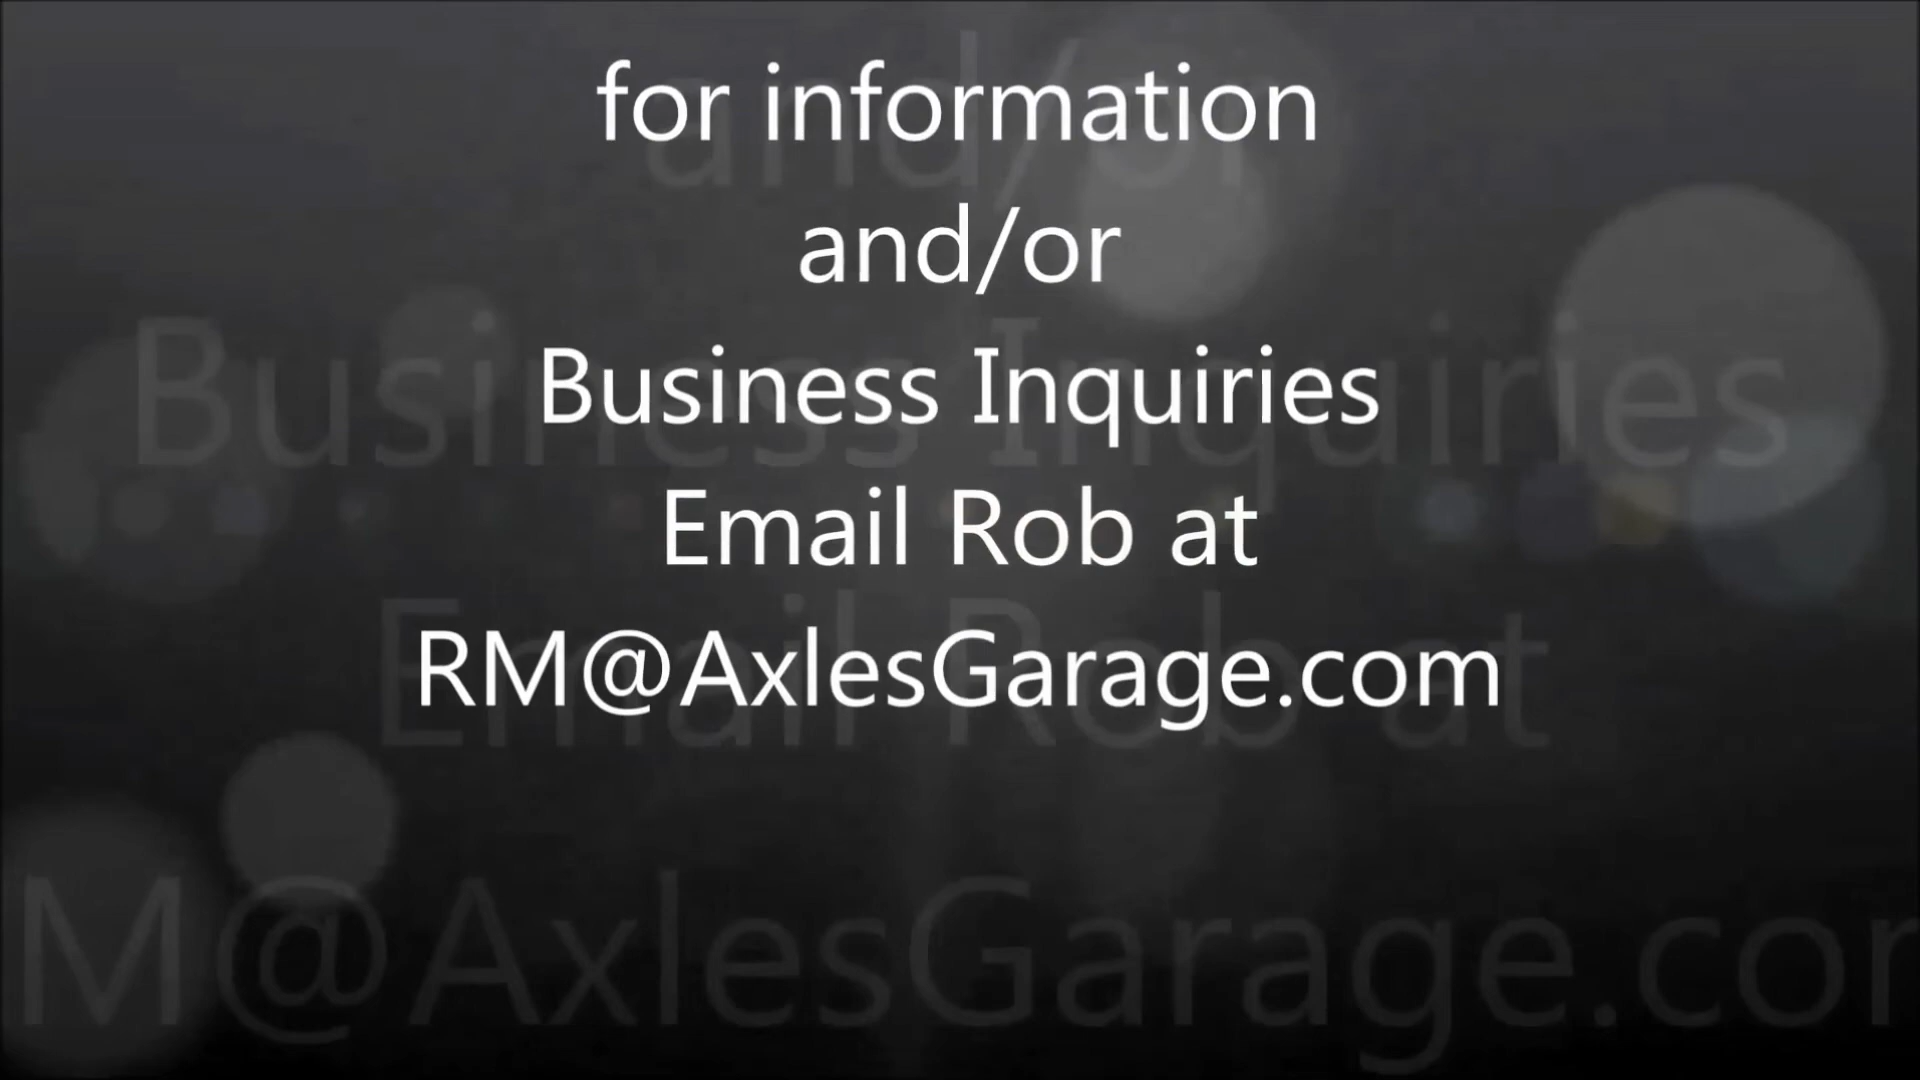 for information
and/or
Business Inquiries
Email Rob at
RM@AxlesGarage.com